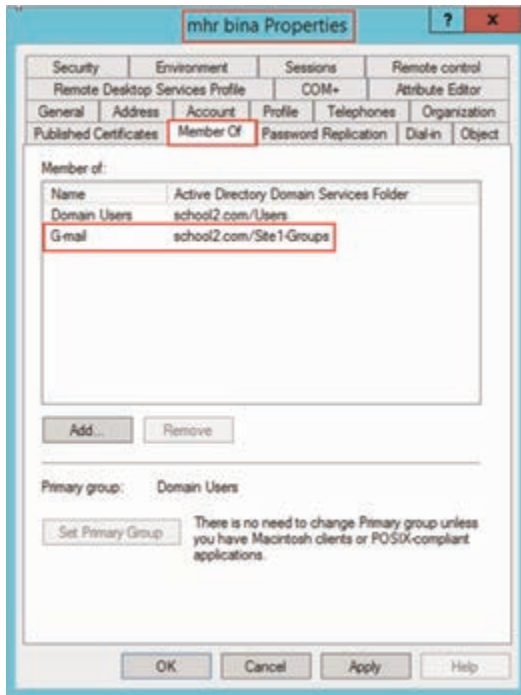 mhr bina Properties
?
x
Security Environment Sessions Remote control
Remote Desktop Services Profile COM+ Attribute Editor
General Address Account Profile Telephones Organization
Published Certificates Member Of Password Replication Dial-in Object
Member of:
Name Active Directory Domain Services Folder
Domain Users school2.com/Users
G-mail school2.com/Site1-Groups
Add... Remove
Primary group: Domain Users
Set Primary Group
There is no need to change Primary group unless
you have Macintosh clients or POSIX-compliant
applications.
OK Cancel Apply Help